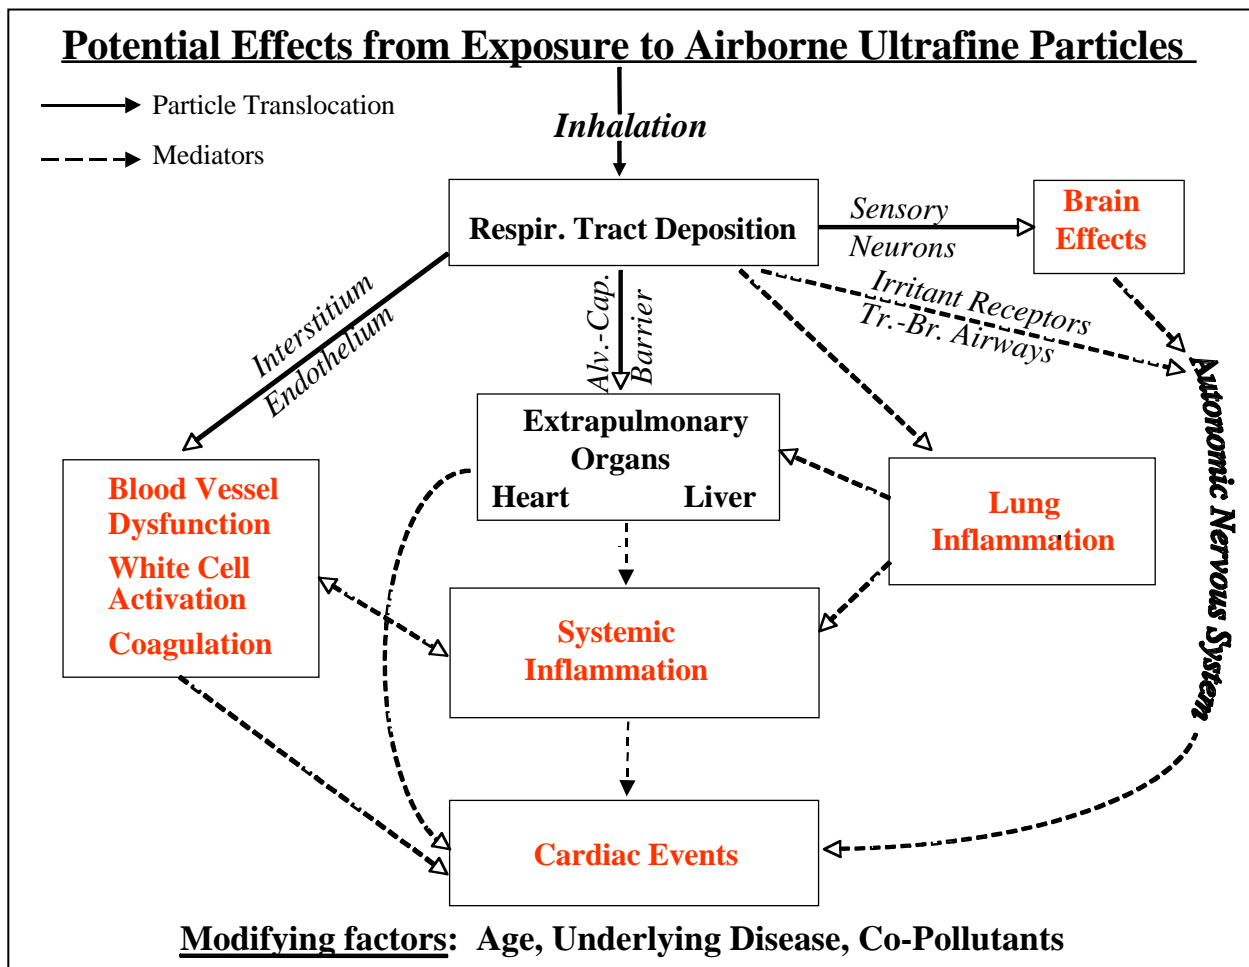 Potential Effects from Exposure to Airborne Ultrafine Particles
Particle Translocation
Inhalation
Mediators
Respir. Tract Deposition
Sensory
Neurons
Brain
Effects
Interstitium
Endothelium
Alv.-Cap.
Barrier
Irritant Receptors
Tr.-Br. Airways
Autonomic Nervous System
Extrapulmonary
Organs
Heart Liver
Blood Vessel
Dysfunction
White Cell
Activation
Coagulation
Lung
Inflammation
Systemic
Inflammation
Cardiac Events
Modifying factors: Age, Underlying Disease, Co-Pollutants